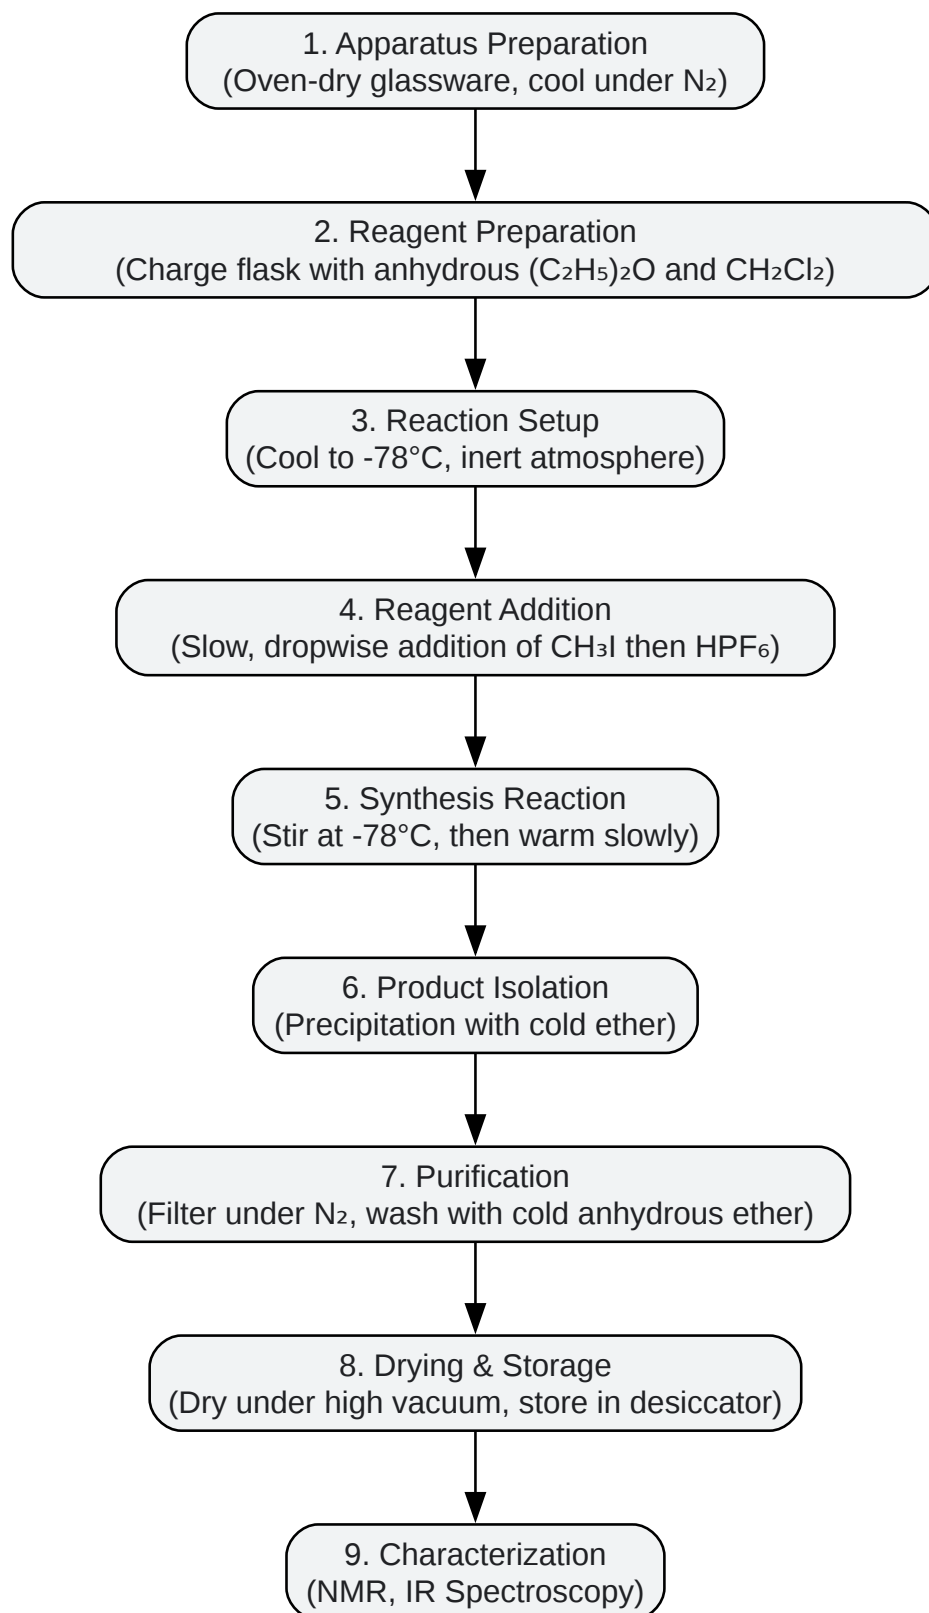 1. Apparatus Preparation
(Oven-dry glassware, cool under N₂)
2. Reagent Preparation
(Charge flask with anhydrous (C₂H₅)₂O and CH₂Cl₂)
3. Reaction Setup
(Cool to -78°C, inert atmosphere)
4. Reagent Addition
(Slow, dropwise addition of CH₃I then HPF₆)
5. Synthesis Reaction
(Stir at -78°C, then warm slowly)
6. Product Isolation
(Precipitation with cold ether)
7. Purification
(Filter under N₂, wash with cold anhydrous ether)
8. Drying & Storage
(Dry under high vacuum, store in desiccator)
9. Characterization
(NMR, IR Spectroscopy)